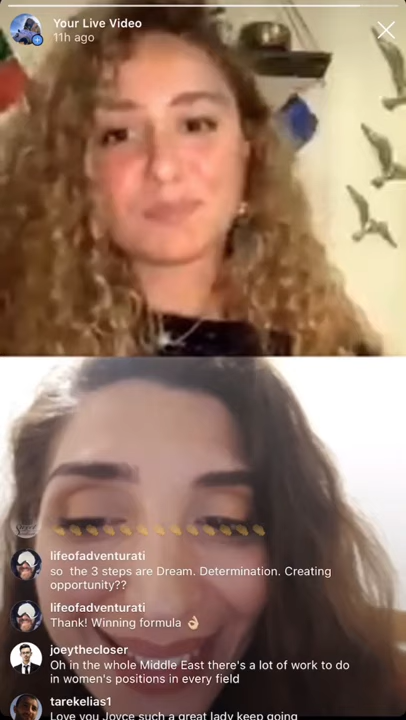 Your Live Video
11h ago
👏👏👏👏👏👏👏👏👏👏👏👏
lifeofadventurati
so the 3 steps are Dream. Determination. Creating
opportunity??
lifeofadventurati
Thank! Winning formula 👌🏼
joeythecloser
Oh in the whole Middle East there's a lot of work to do
in women's positions in every field
tarekelias1
Love you Joyce such a great lady keep going